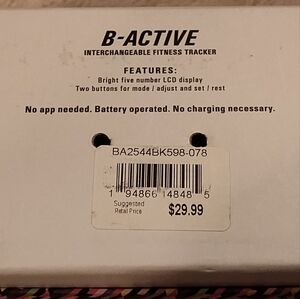 B-ACTIVE
INTERCHANGEABLE FITNESS TRACKER
FEATURES:
Bright five number LCD display
Two buttons for mode / adjust and set / rest
No app needed. Battery operated. No charging necessary.
BA2544BK598-078
1 94866 14848 5
Suggested
Retail Price
$29.99